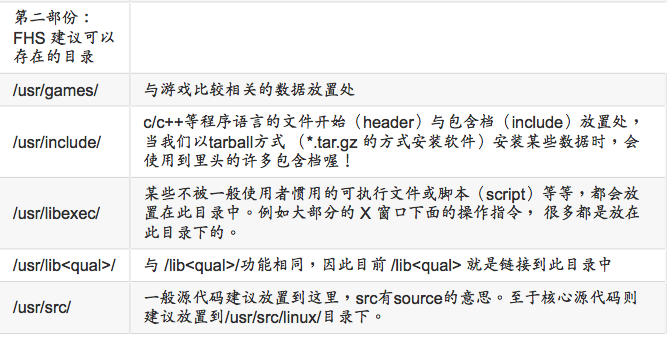 第二部份：
FHS 建议可以
存在的目录
/usr/games/
与游戏比较相关的数据放置处
/usr/include/
c/c++等程序语言的文件开始（header）与包含档（include）放置处，
当我们以tarball方式 （*.tar.gz 的方式安装软件）安装某些数据时，会
使用到里头的许多包含档喔！
/usr/libexec/
某些不被一般使用者惯用的可执行文件或脚本（script）等等，都会放
置在此目录中。例如大部分的 X 窗口下面的操作指令， 很多都是放在
此目录下的。
/usr/lib<qual>/
与 /lib<qual>/功能相同，因此目前 /lib<qual> 就是链接到此目录中
/usr/src/
一般源代码建议放置到这里，src有source的意思。至于核心源代码则
建议放置到/usr/src/linux/目录下。